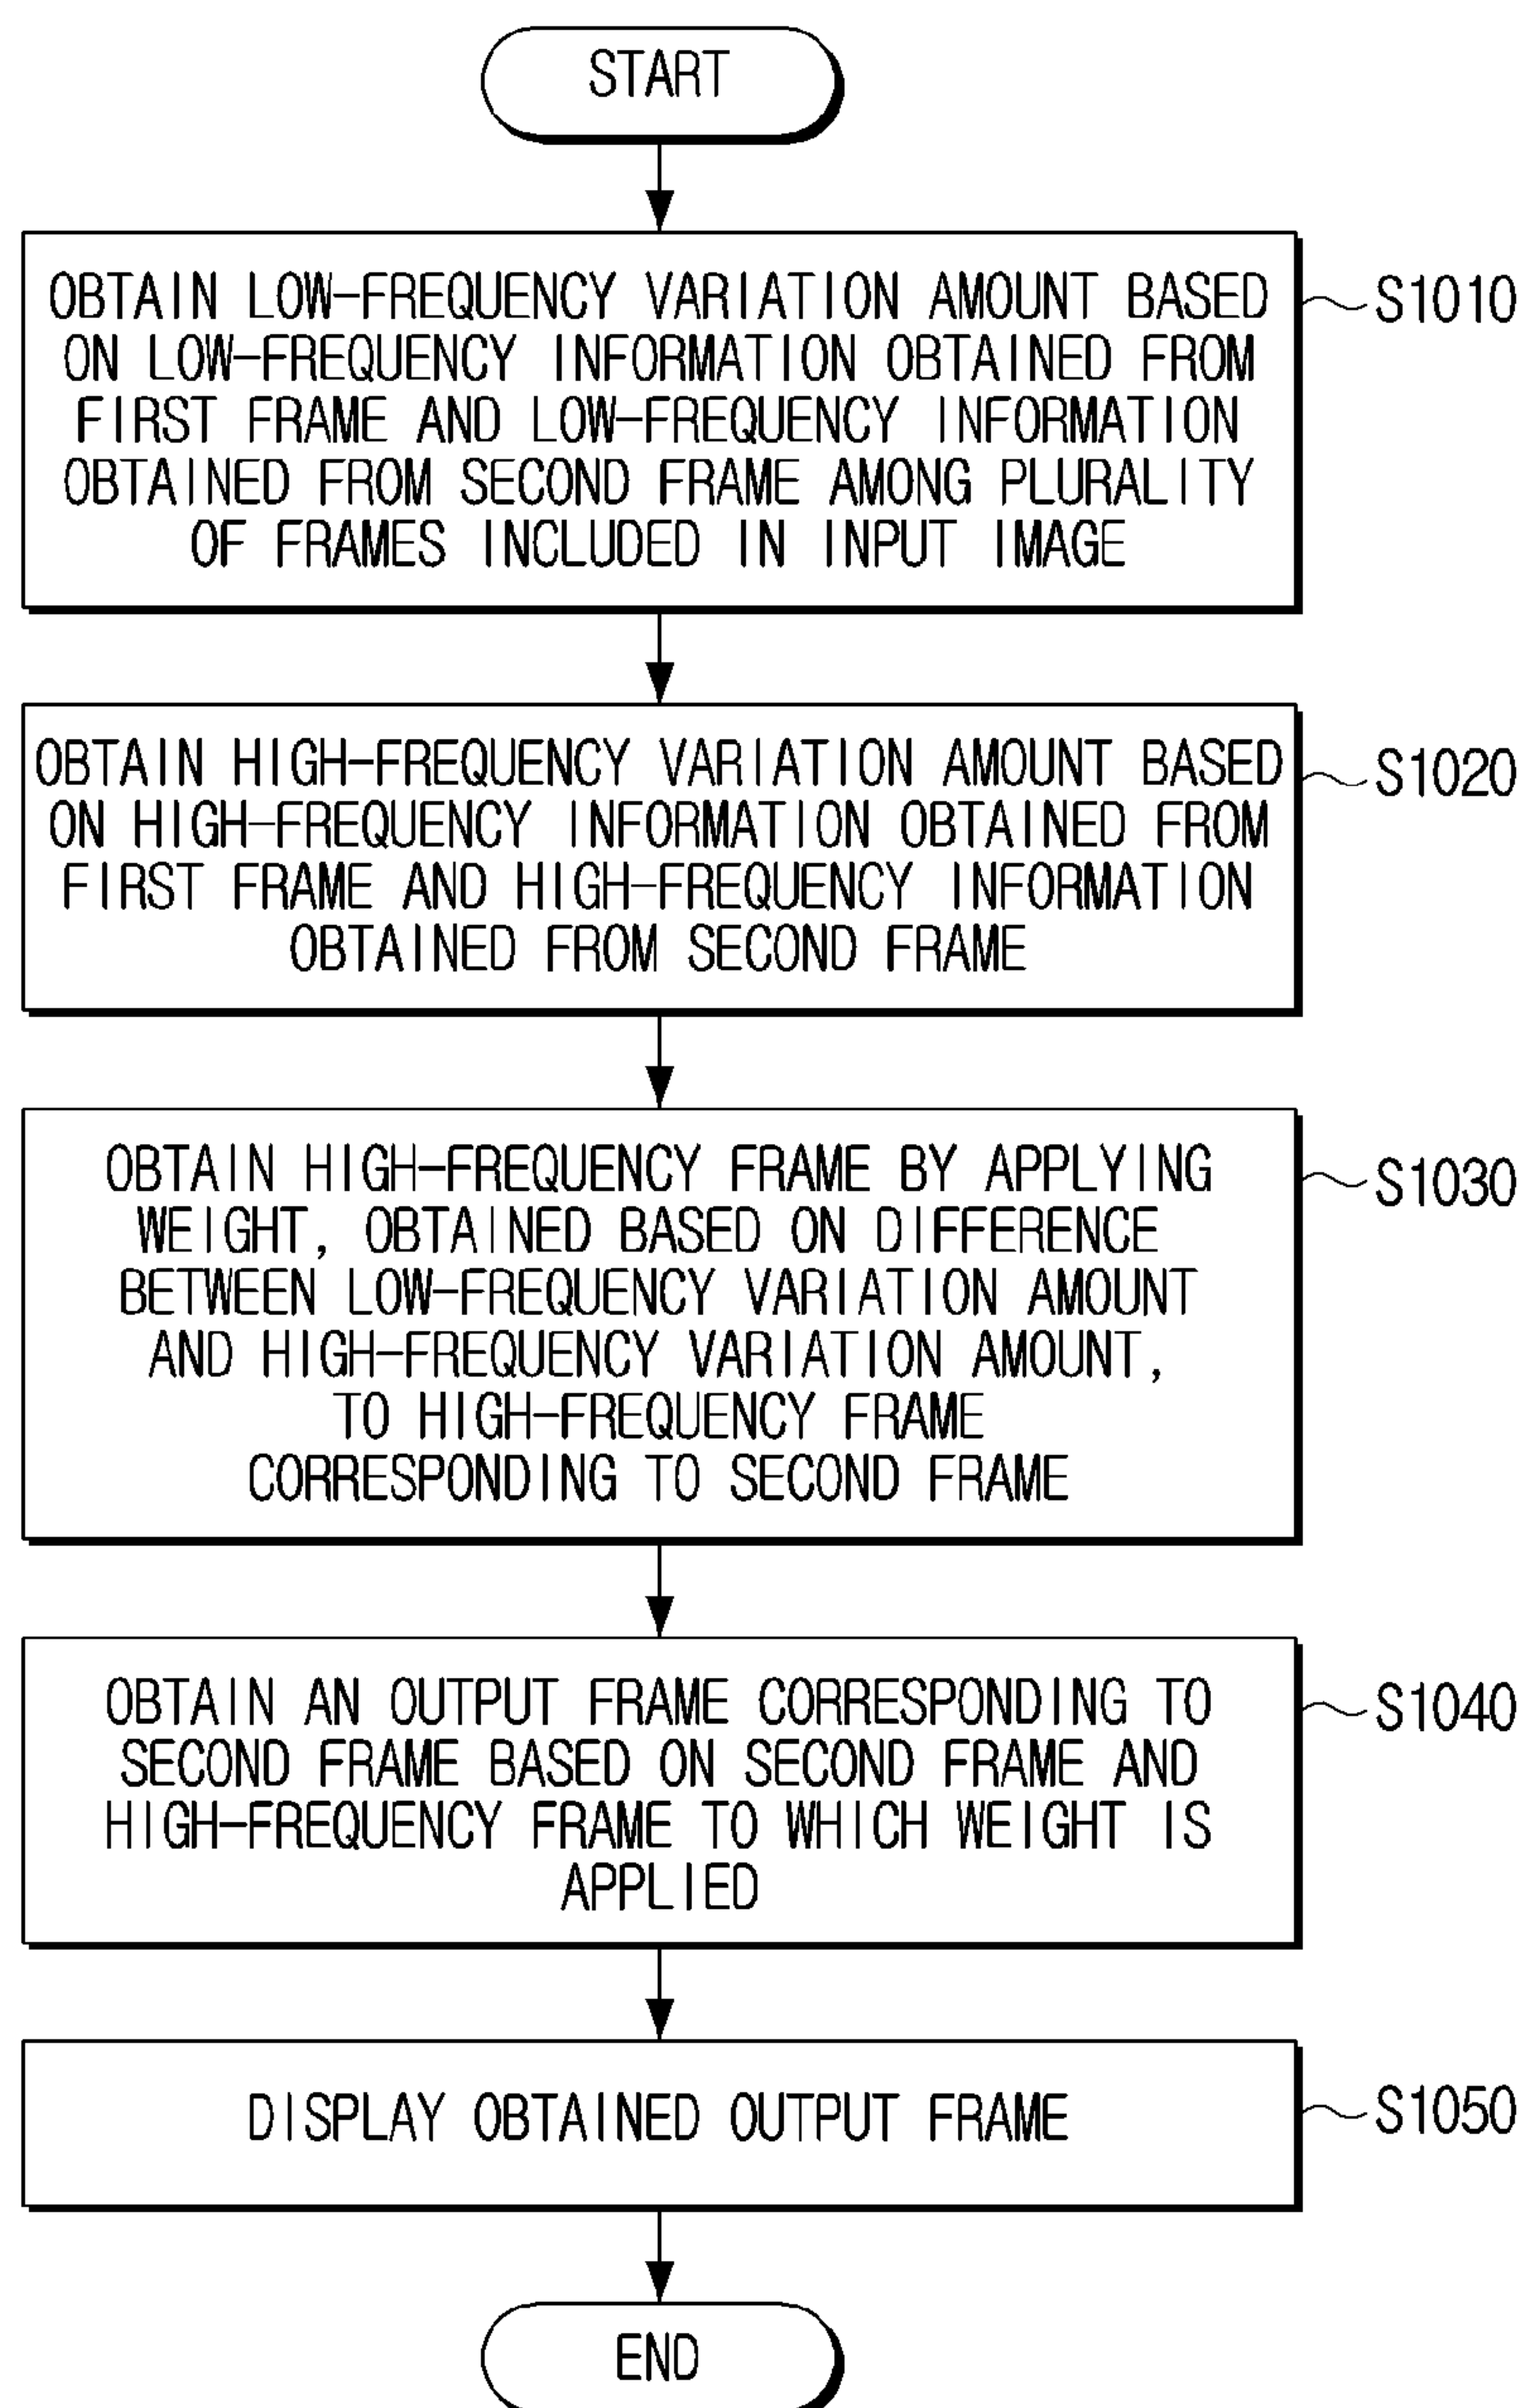 START
OBTAIN LOW-FREQUENCY VARIATION AMOUNT BASED
ON LOW-FREQUENCY INFORMATION OBTAINED FROM
FIRST FRAME AND LOW-FREQUENCY INFORMATION
OBTAINED FROM SECOND FRAME AMONG PLURALITY
OF FRAMES INCLUDED IN INPUT IMAGE
S1010
OBTAIN HIGH-FREQUENCY VARIATION AMOUNT BASED
ON HIGH-FREQUENCY INFORMATION OBTAINED FROM
FIRST FRAME AND HIGH-FREQUENCY INFORMATION
OBTAINED FROM SECOND FRAME
S1020
OBTAIN HIGH-FREQUENCY FRAME BY APPLYING
WEIGHT, OBTAINED BASED ON DIFFERENCE
BETWEEN LOW-FREQUENCY VARIATION AMOUNT
AND HIGH-FREQUENCY VARIATION AMOUNT,
TO HIGH-FREQUENCY FRAME
CORRESPONDING TO SECOND FRAME
S1030
OBTAIN AN OUTPUT FRAME CORRESPONDING TO
SECOND FRAME BASED ON SECOND FRAME AND
HIGH-FREQUENCY FRAME TO WHICH WEIGHT IS
APPLIED
S1040
DISPLAY OBTAINED OUTPUT FRAME
S1050
END